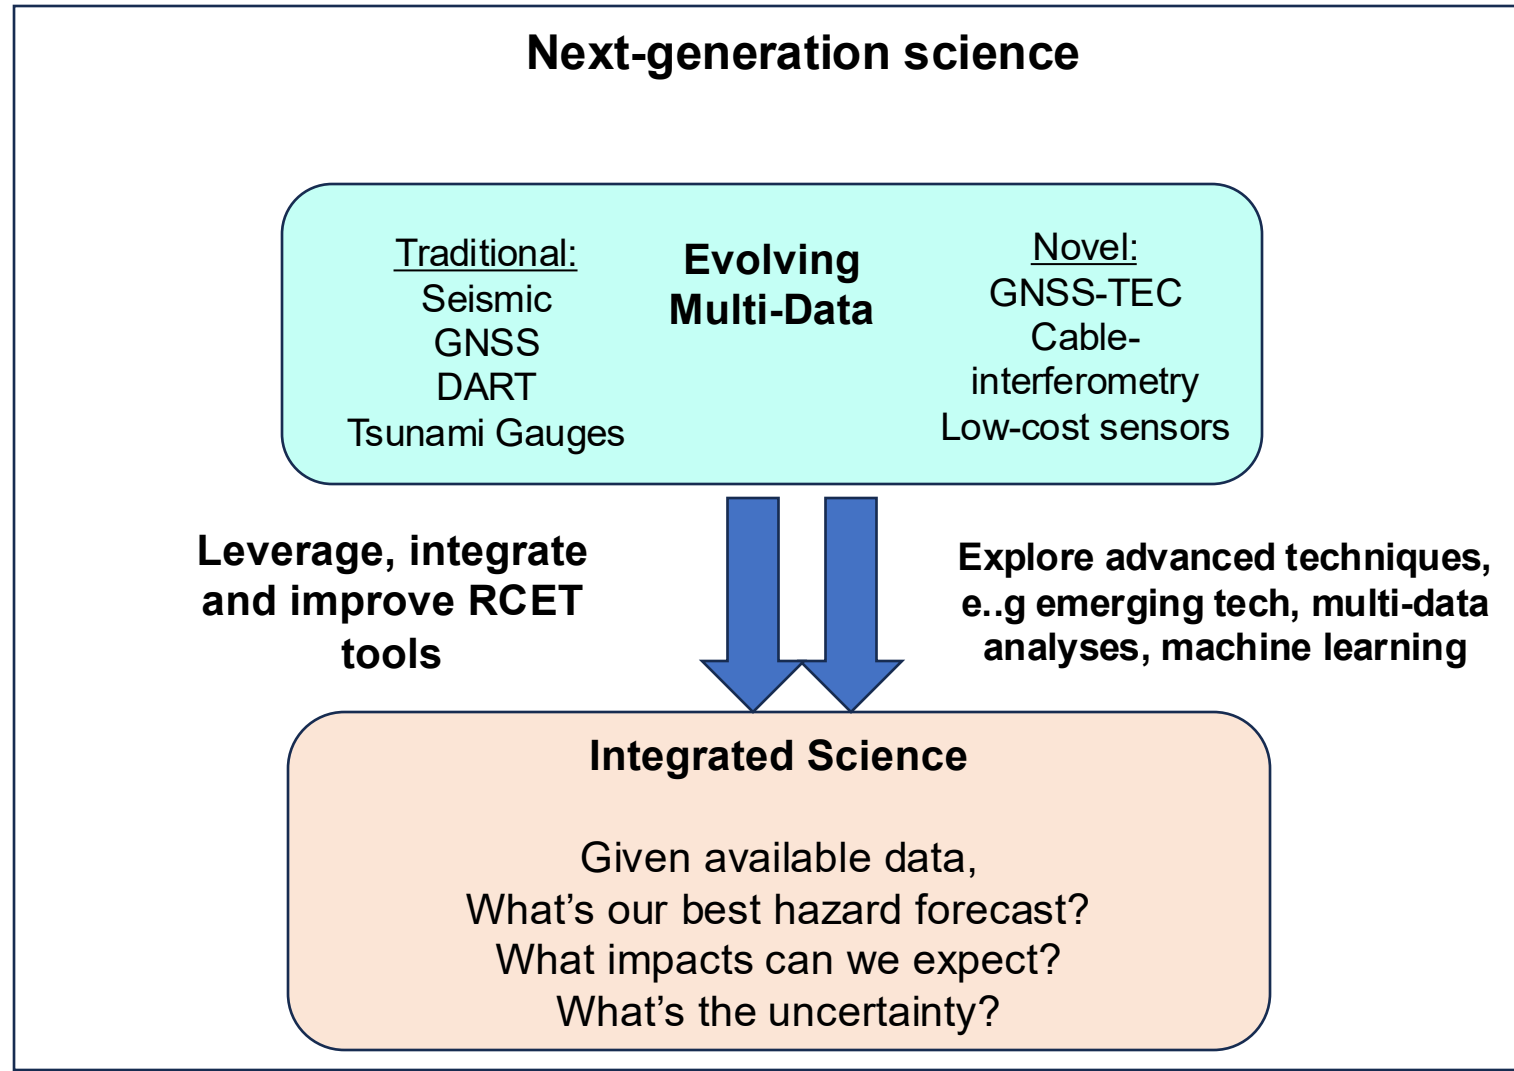 Next-generation science
Traditional:
Seismic
GNSS
DART
Tsunami Gauges
Evolving
Multi-Data
Novel:
GNSS-TEC
Cable-
interferometry
Low-cost sensors
Leverage, integrate
and improve RCET
tools
Explore advanced techniques,
e..g emerging tech, multi-data
analyses, machine learning
Integrated Science
Given available data,
What’s our best hazard forecast?
What impacts can we expect?
What’s the uncertainty?